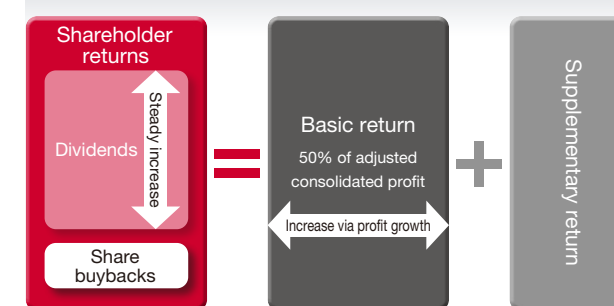 Shareholder
returns
Dividends
Steady increase
Share
buybacks
=
Basic return
50% of adjusted
consolidated profit
Increase via profit growth
+
Supplementary return